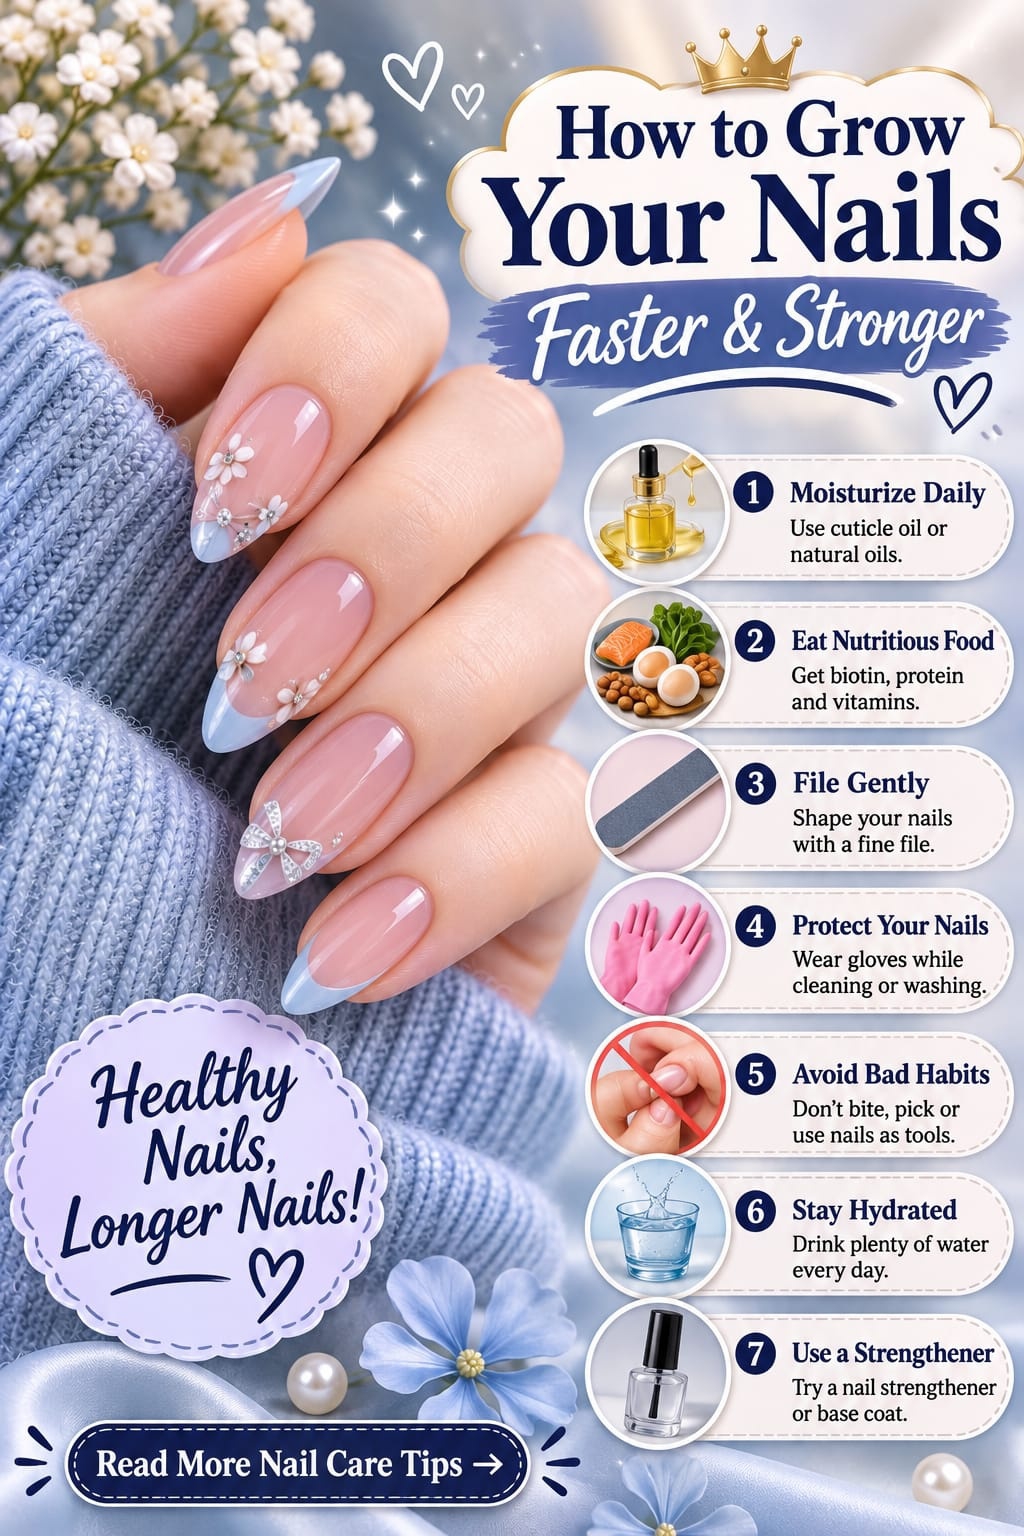 How to Grow
Your Nails
Faster & Stronger
1 Moisturize Daily
Use cuticle oil or
natural oils.
2 Eat Nutritious Food
Get biotin, protein
and vitamins.
3 File Gently
Shape your nails
with a fine file.
4 Protect Your Nails
Wear gloves while
cleaning or washing.
5 Avoid Bad Habits
Don't bite, pick or
use nails as tools.
6 Stay Hydrated
Drink plenty of water
every day.
7 Use a Strengthener
Try a nail strengthener
or base coat.
Healthy
Nails,
Longer Nails!
Read More Nail Care Tips →